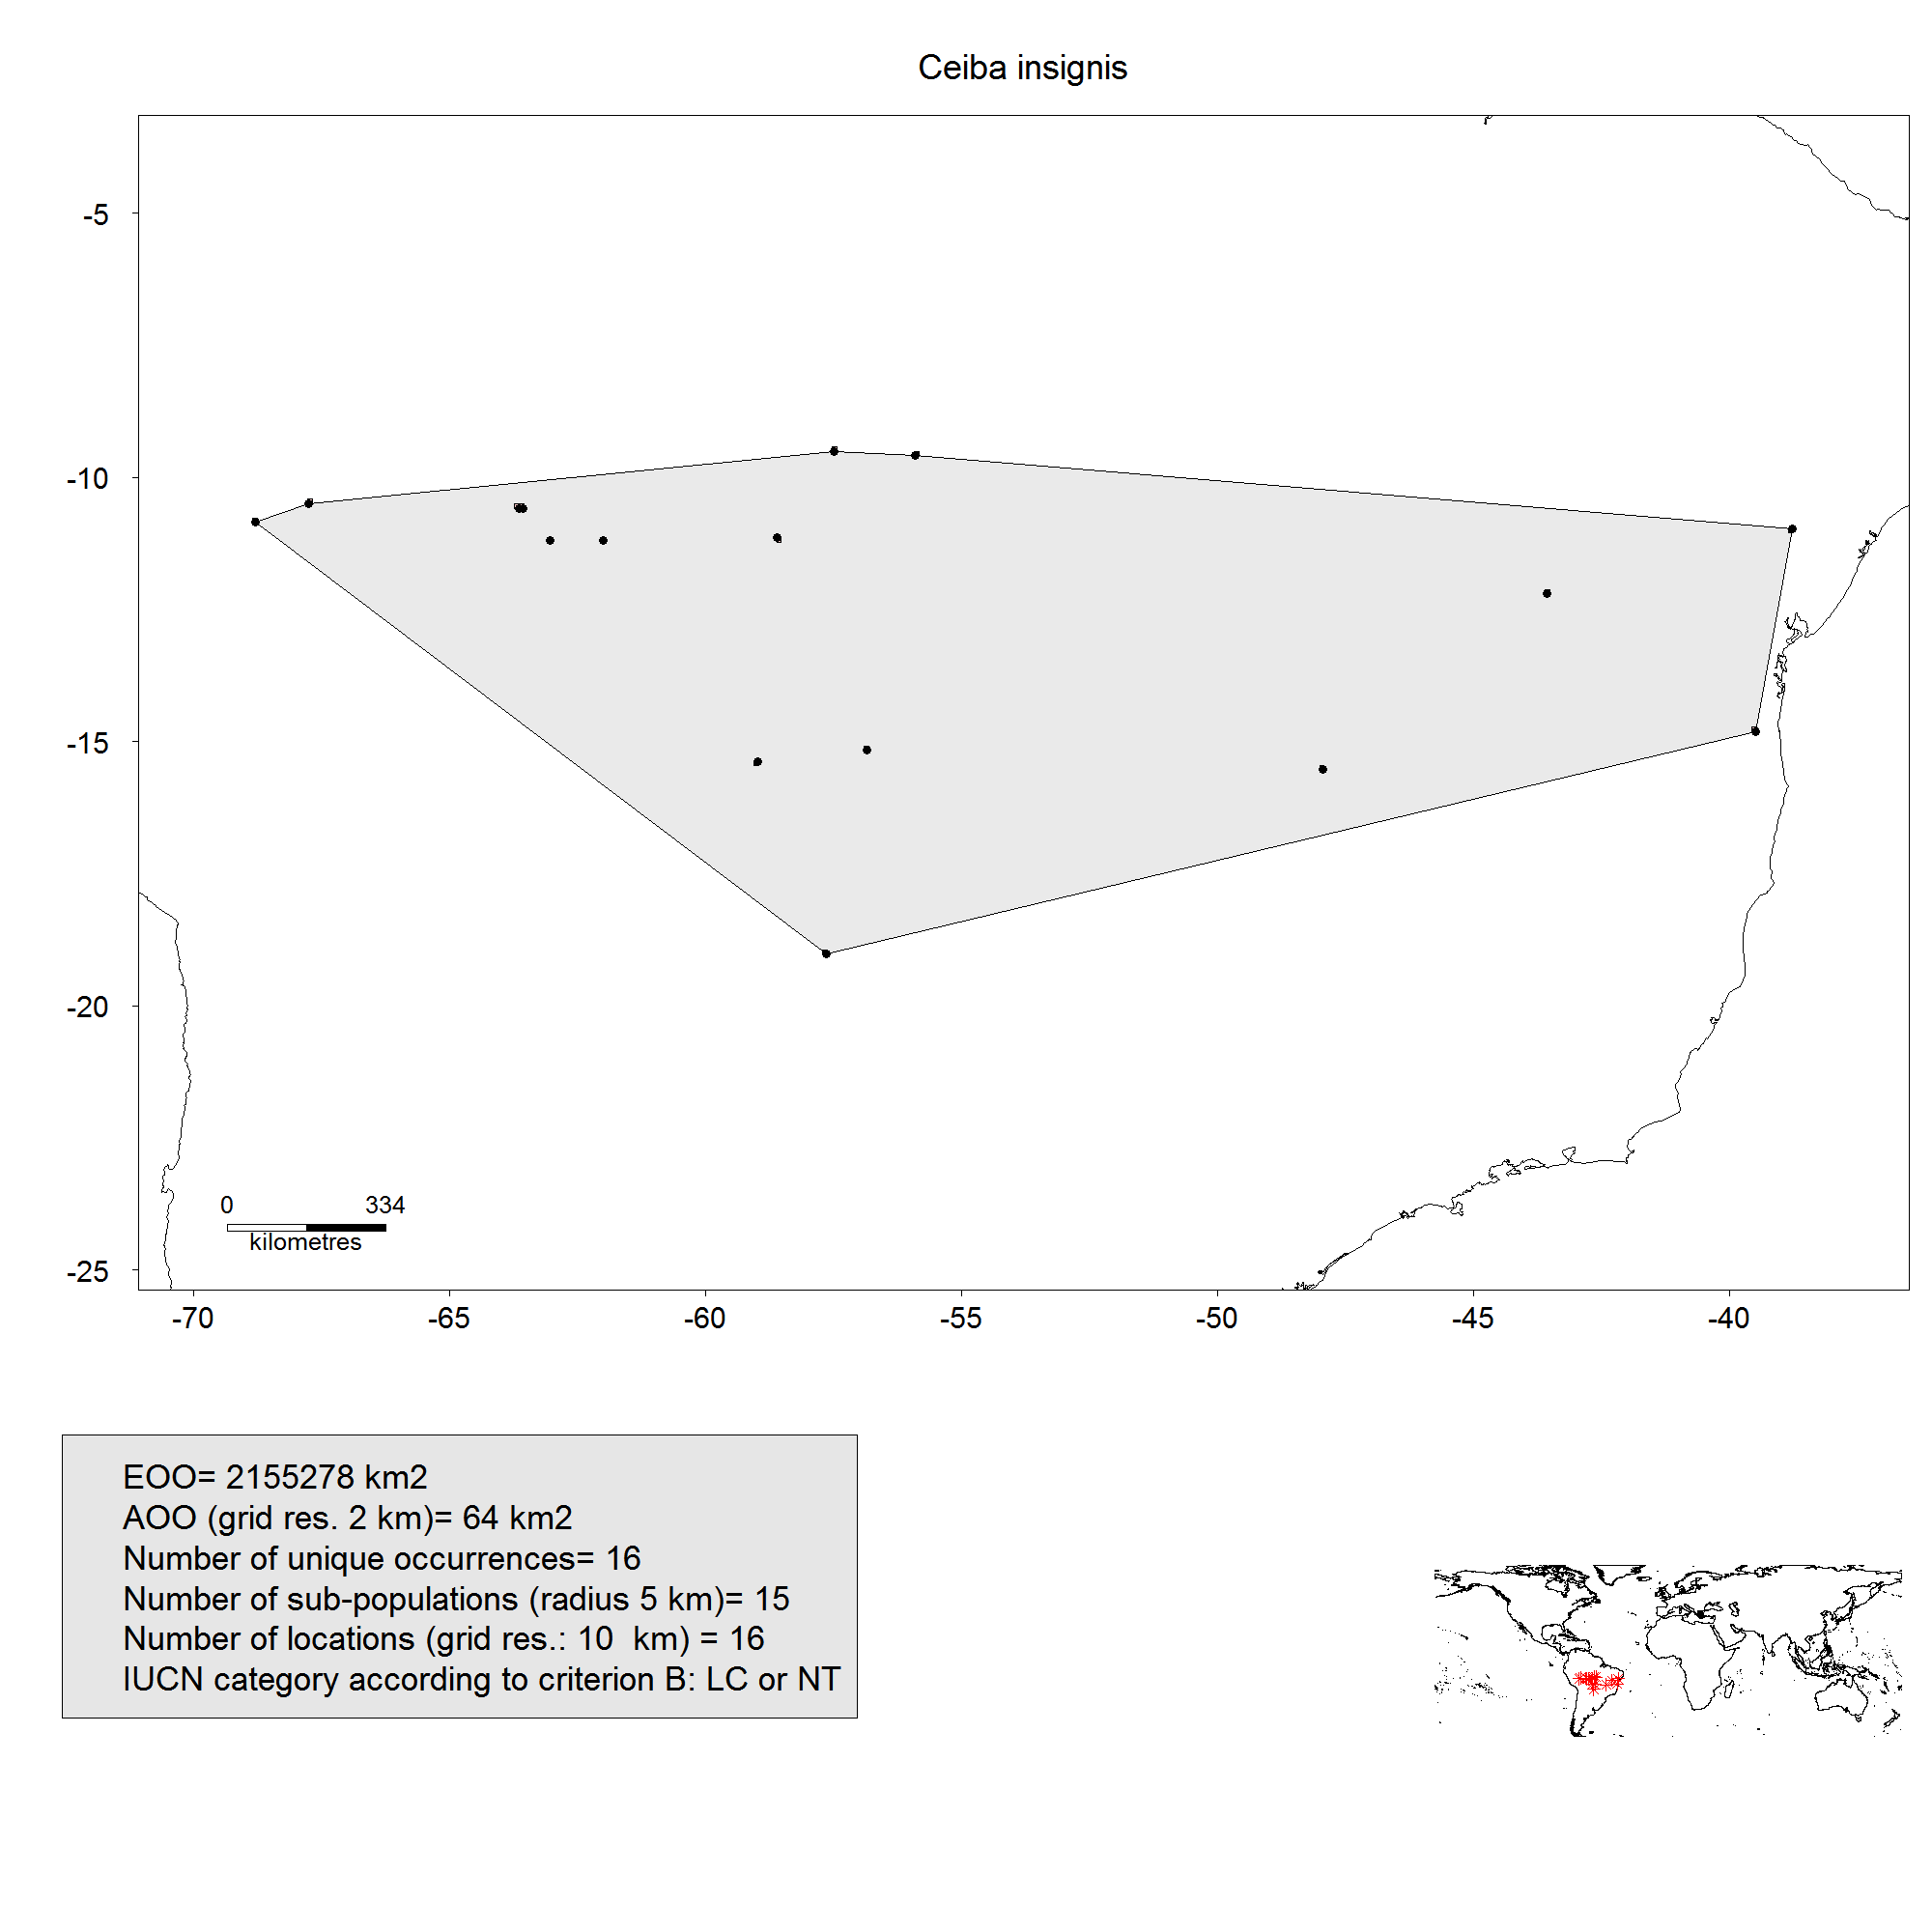 Ceiba insignis
-5
-10
-15
-20
-25
0 334
kilometres
-70 -65 -60 -55 -50 -45 -40
EOO= 2155278 km2
AOO (grid res. 2 km)= 64 km2
Number of unique occurrences= 16
Number of sub-populations (radius 5 km)= 15
Number of locations (grid res.: 10  km) = 16
IUCN category according to criterion B: LC or NT